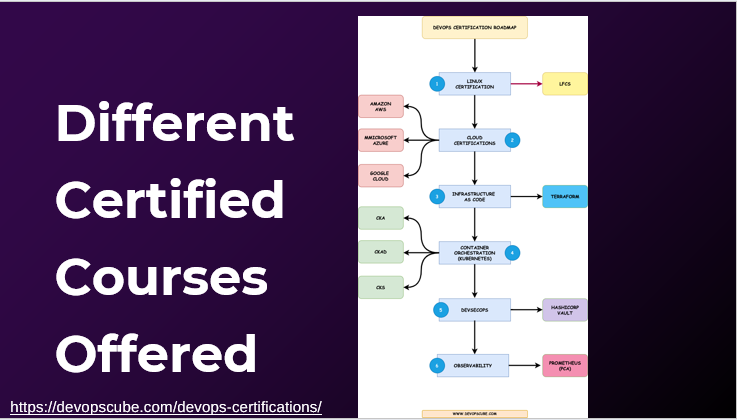 Different
Certified
Courses
Offered
https://devopscube.com/devops-certifications/
DEVOPS CERTIFICATION ROADMAP
1
LINUX
CERTIFICATION
LFCS
AMAZON
AWS
MMICROSOFT
AZURE
GOOGLE
CLOUD
CLOUD
CERTIFICATIONS
2
3
INFRASTRUCTURE
AS CODE
TERRAFORM
CKA
CKAD
CKS
CONTAINER
ORCHESTRATION
(KUBERNETES)
4
5
DEVSECOPS
HASHICORP
VAULT
6
OBSERVABILITY
PROMETHEUS
(PCA)
WWW.DEVOPSCUBE.COM